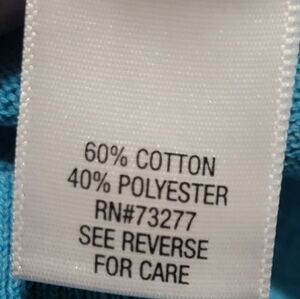 60% COTTON
40% POLYESTER
RN#73277
SEE REVERSE
FOR CARE